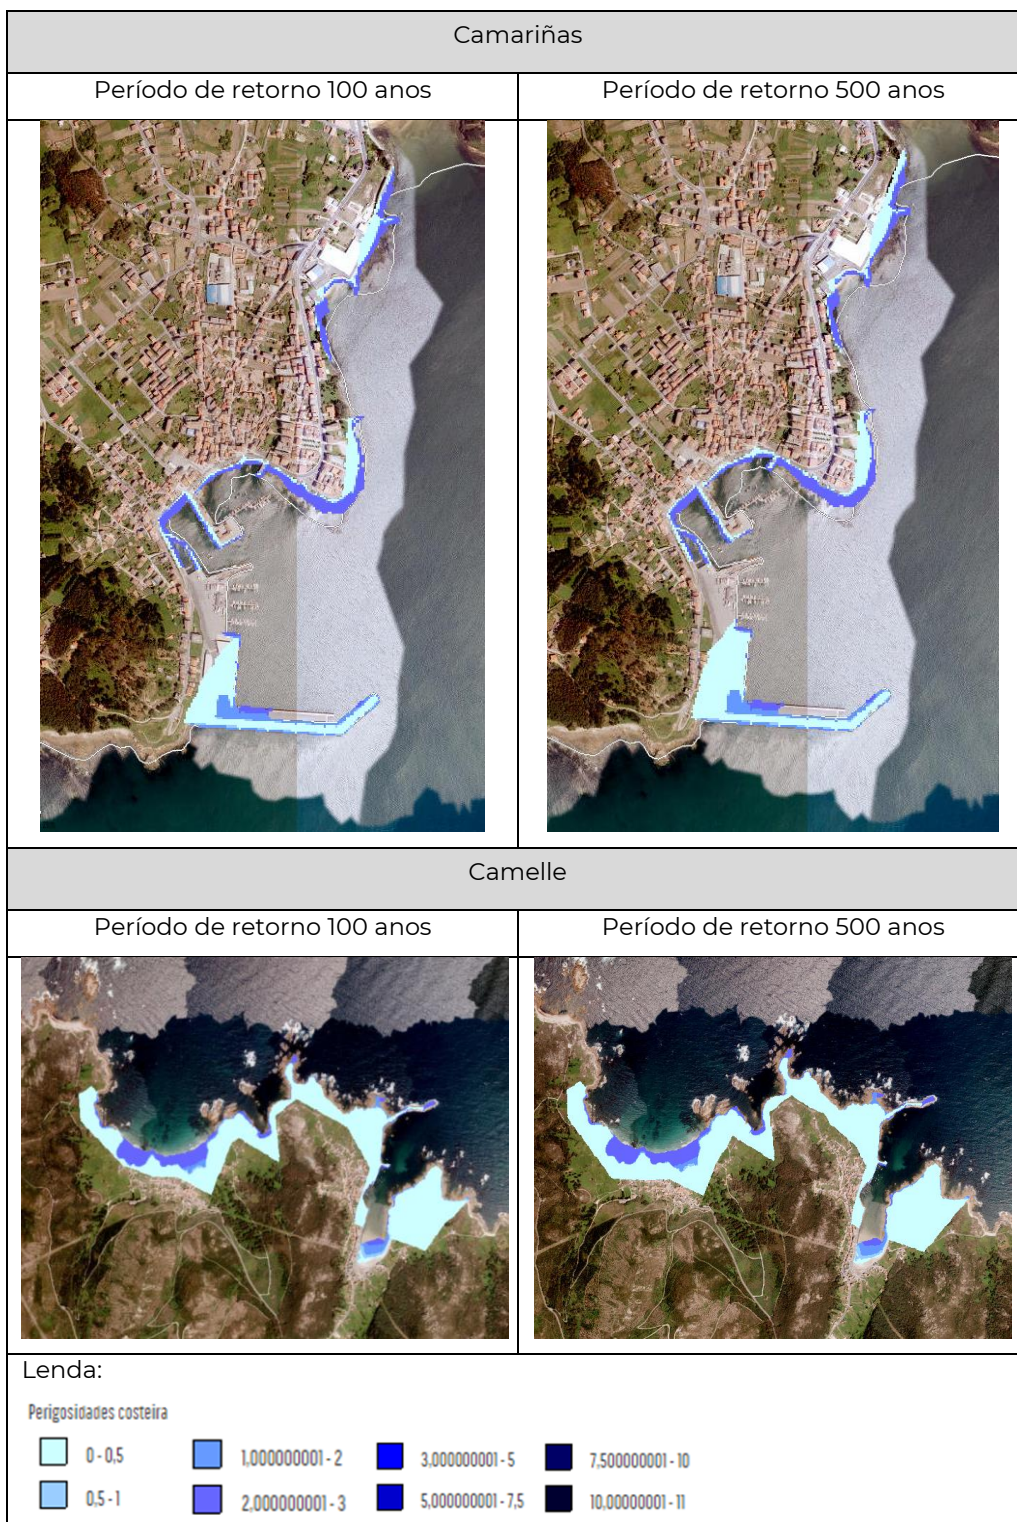 Camariñas
Período de retorno 100 anos
Período de retorno 500 anos
Camelle
Período de retorno 100 anos
Período de retorno 500 anos
Lenda:
Perigosidades costeira
0 - 0,5
1,000000001 - 2
3,000000001 - 5
7,500000001 - 10
0,5 - 1
2,000000001 - 3
5,000000001 - 7,5
10,00000001 - 11